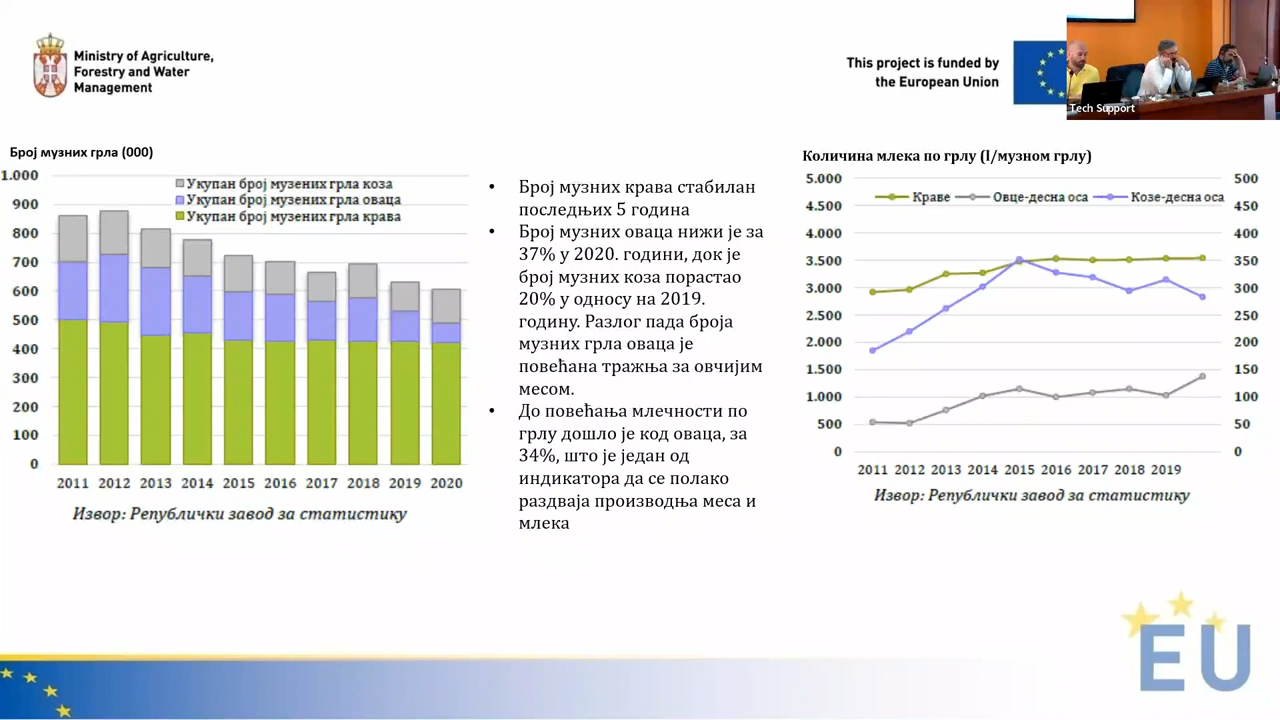 Ministry of Agriculture,
Forestry and Water
Management
This project is funded by
the European Union
Tech Support
Број музних грла (000)
1.000
900
800
700
600
500
400
300
200
100
0
Укупан број музених грла коза
Укупан број музених грла оваца
Укупан број музених грла крава
2011 2012 2013 2014 2015 2016 2017 2018 2019 2020
Извор: Републички завод за статистику
• Број музних крава стабилан
последњих 5 година
• Број музних оваца нижи је за
37% у 2020. години, док је
број музних коза порастао
20% у односу на 2019.
годину. Разлог пада броја
музних грла оваца је
повећана тражња за овчијим
месом.
• До повећања млечности по
грлу дошло је код оваца, за
34%, што је један од
индикатора да се полако
раздваја производња меса и
млека
Количина млека по грлу (l/музном грлу)
5.000
4.500
4.000
3.500
3.000
2.500
2.000
1.500
1.000
500
0
Краве Овце-десна оса Козе-десна оса
500
450
400
350
300
250
200
150
100
50
0
2011 2012 2013 2014 2015 2016 2017 2018 2019
Извор: Републички завод за статистику
EU